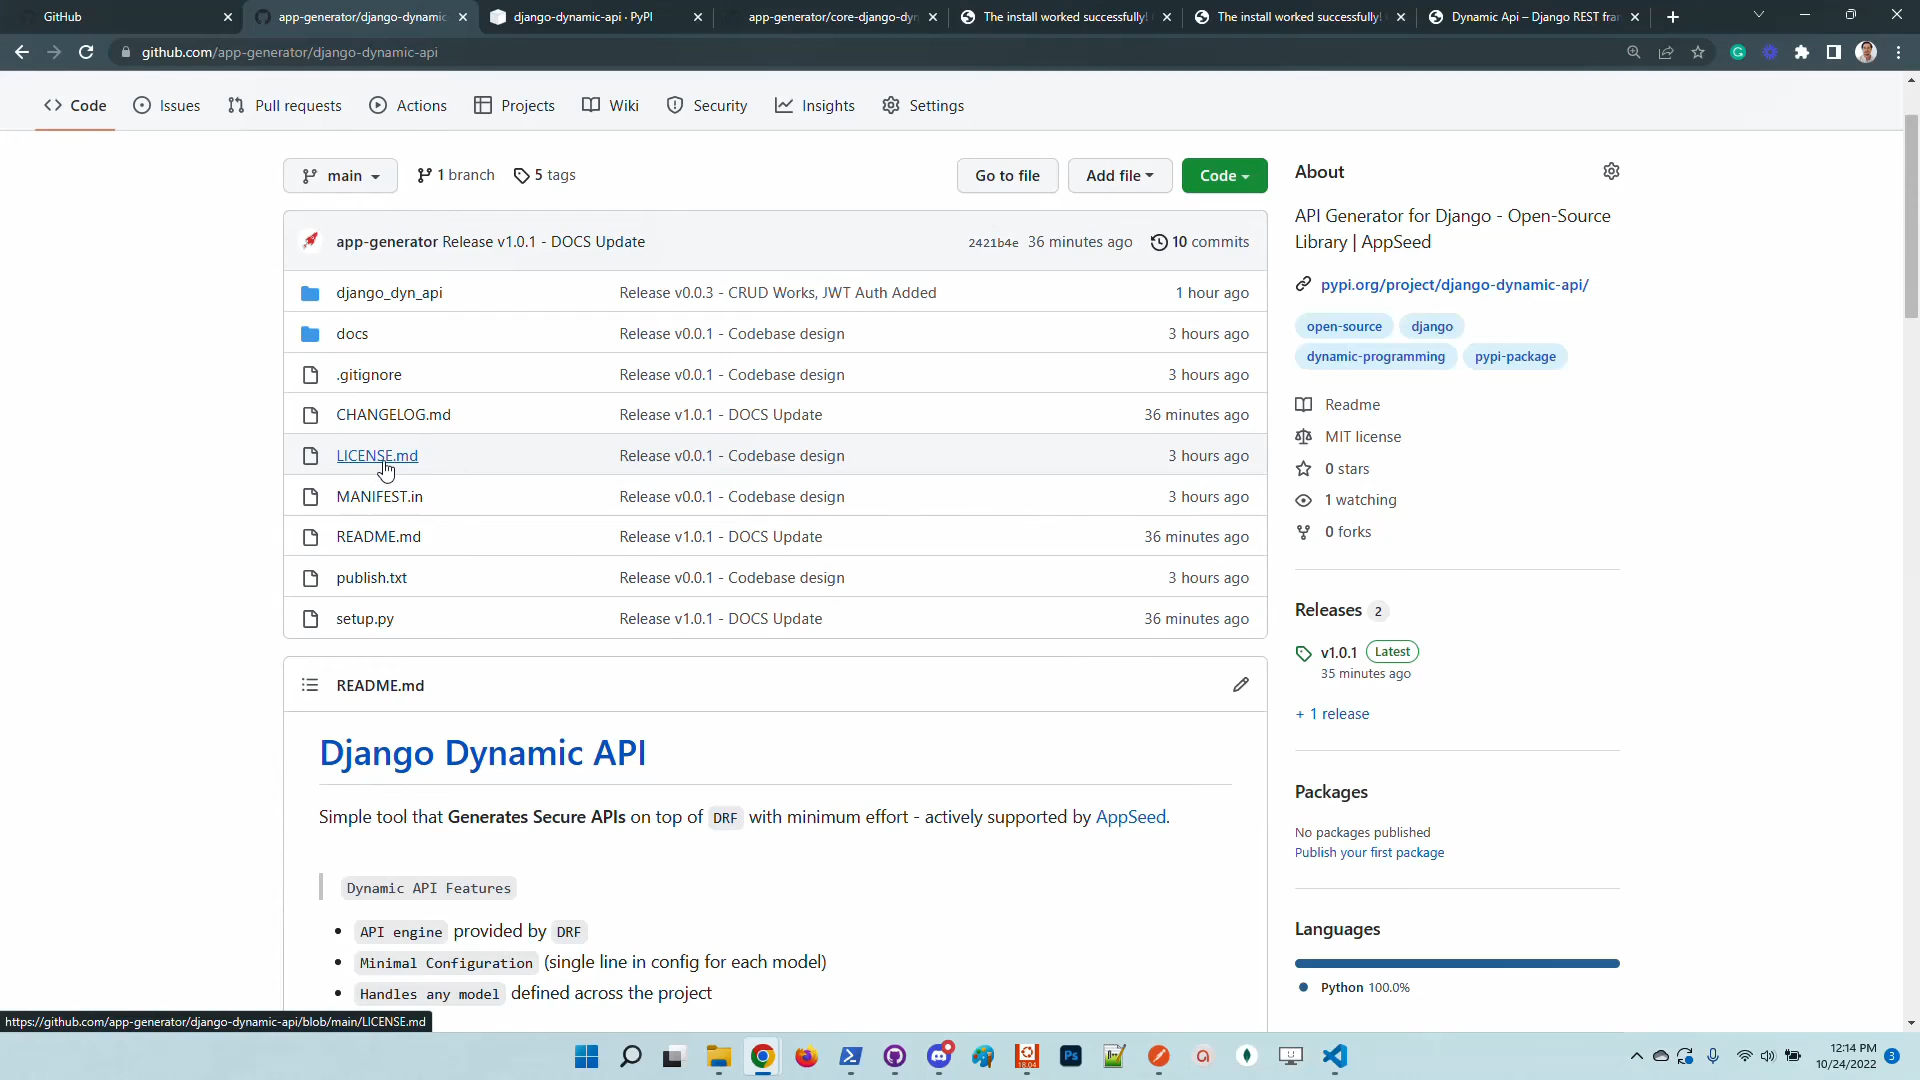 GitHub
app-generator/django-dynamic
django-dynamic-api · PyPI
app-generator/core-django-dyn
The install worked successfully!
The install worked successfully!
Dynamic Api – Django REST fra
github.com/app-generator/django-dynamic-api
Code
Issues
Pull requests
Actions
Projects
Wiki
Security
Insights
Settings
main
1 branch
5 tags
Go to file
Add file
Code
app-generator Release v1.0.1 - DOCS Update
2421b4e 36 minutes ago
10 commits
django_dyn_api Release v0.0.3 - CRUD Works, JWT Auth Added 1 hour ago
docs Release v0.0.1 - Codebase design 3 hours ago
.gitignore Release v0.0.1 - Codebase design 3 hours ago
CHANGELOG.md Release v1.0.1 - DOCS Update 36 minutes ago
LICENSE.md Release v0.0.1 - Codebase design 3 hours ago
MANIFEST.in Release v0.0.1 - Codebase design 3 hours ago
README.md Release v1.0.1 - DOCS Update 36 minutes ago
publish.txt Release v0.0.1 - Codebase design 3 hours ago
setup.py Release v1.0.1 - DOCS Update 36 minutes ago
README.md
Django Dynamic API
Simple tool that Generates Secure APIs on top of DRF with minimum effort - actively supported by AppSeed.
Dynamic API Features
API engine provided by DRF
Minimal Configuration (single line in config for each model)
Handles any model defined across the project
About
API Generator for Django - Open-Source
Library | AppSeed
pypi.org/project/django-dynamic-api/
open-source
django
dynamic-programming
pypi-package
Readme
MIT license
0 stars
1 watching
0 forks
Releases 2
v1.0.1 Latest
35 minutes ago
+ 1 release
Packages
No packages published
Publish your first package
Languages
Python 100.0%
https://github.com/app-generator/django-dynamic-api/blob/main/LICENSE.md
18.04
Ps
12:14 PM
10/24/2022
3